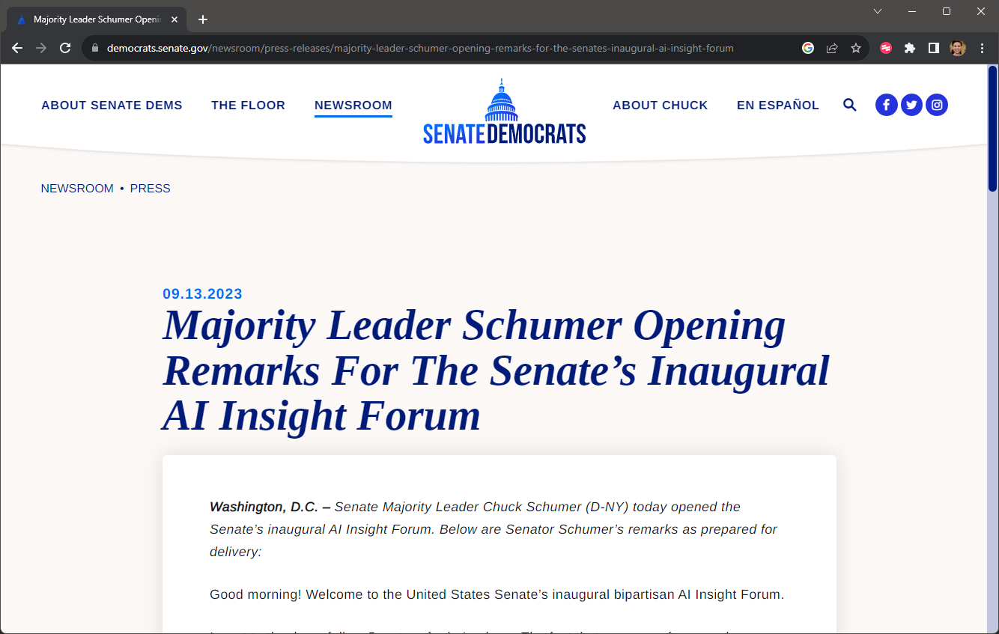 Majority Leader Schumer Openin
democrats.senate.gov/newsroom/press-releases/majority-leader-schumer-opening-remarks-for-the-senates-inaugural-ai-insight-forum
ABOUT SENATE DEMS THE FLOOR NEWSROOM SENATE DEMOCRATS ABOUT CHUCK EN ESPAÑOL
NEWSROOM • PRESS
09.13.2023
Majority Leader Schumer Opening
Remarks For The Senate’s Inaugural
AI Insight Forum
Washington, D.C. – Senate Majority Leader Chuck Schumer (D-NY) today opened the
Senate’s inaugural AI Insight Forum. Below are Senator Schumer’s remarks as prepared for
delivery:
Good morning! Welcome to the United States Senate’s inaugural bipartisan AI Insight Forum.